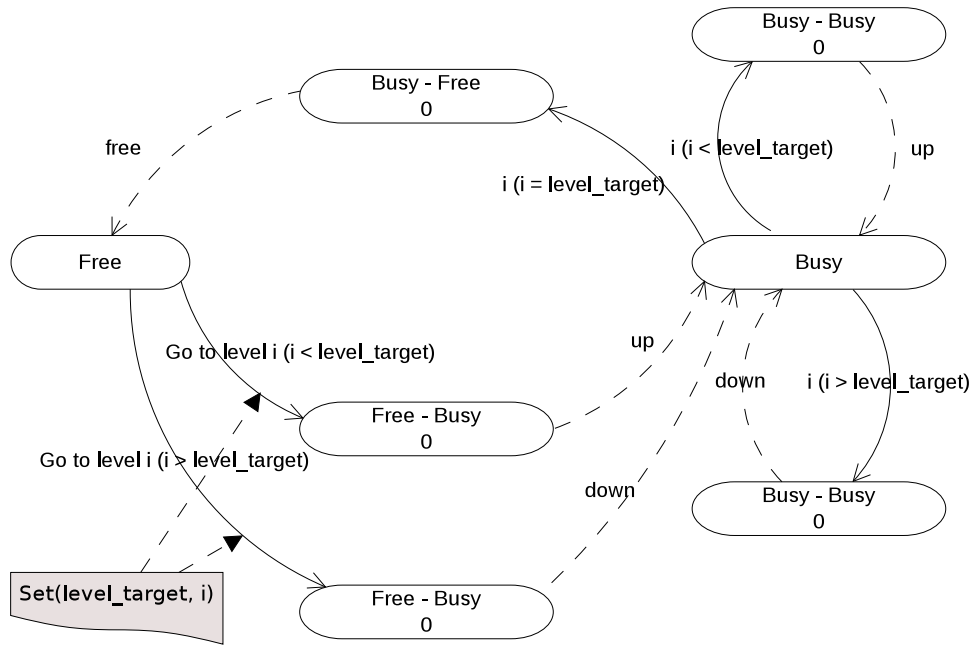 Busy - Busy
0
Busy - Free
0
free
i (i < level_target)
up
i (i = level_target)
Free
Busy
Go to level i (i < level_target)
up
down
i (i > level_target)
Free - Busy
0
Go to level i (i > level_target)
down
Busy - Busy
0
Set(level_target, i)
Free - Busy
0